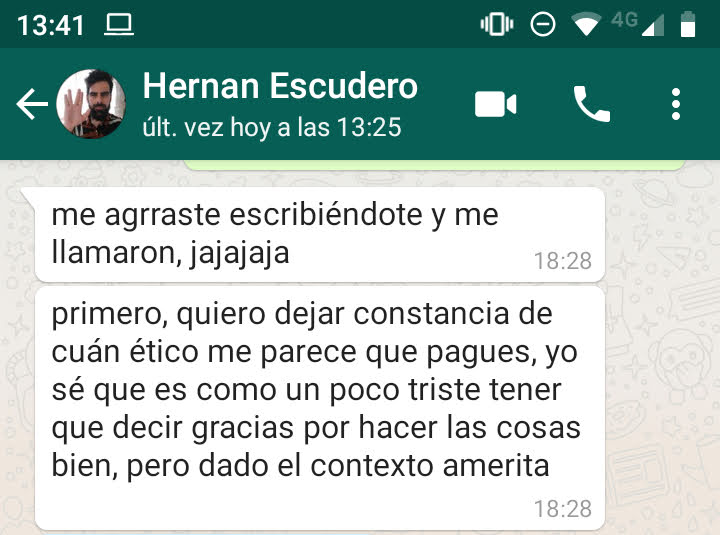 13:41
4G
Hernan Escudero
últ. vez hoy a las 13:25
me agrraste escribiéndote y me
llamaron, jajajaja
18:28
primero, quiero dejar constancia de
cuán ético me parece que pagues, yo
sé que es como un poco triste tener
que decir gracias por hacer las cosas
bien, pero dado el contexto amerita
18:28